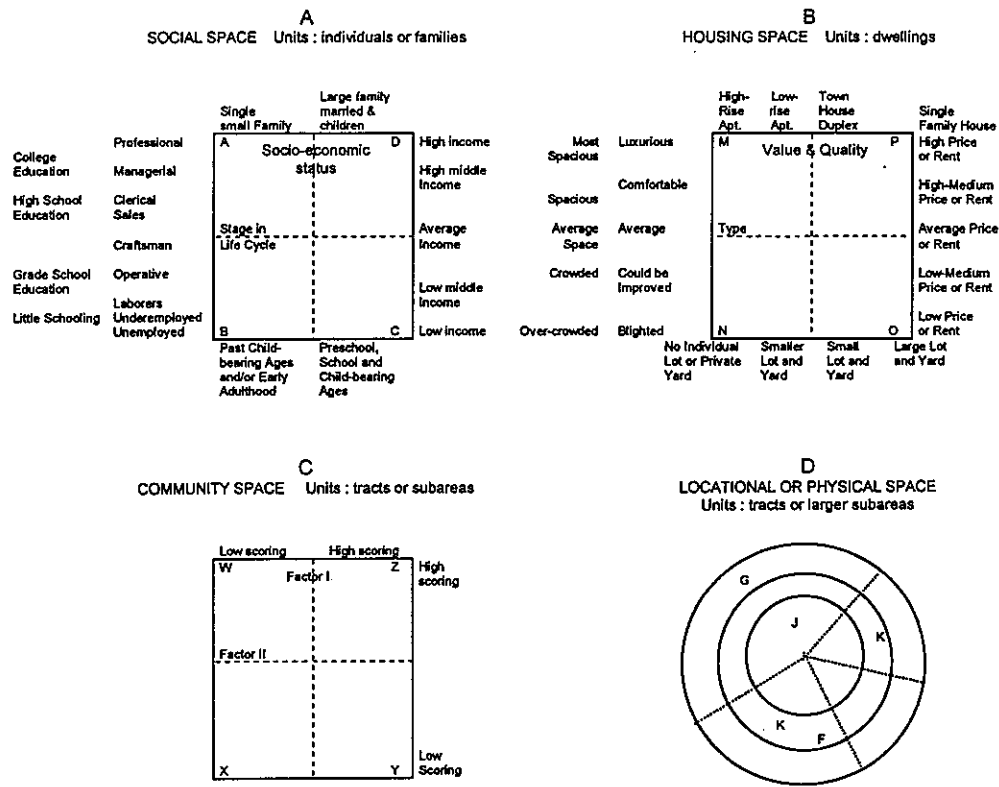 A
SOCIAL SPACE Units : individuals or families
Single
small Family
Large family
married &
children
College
Education
High School
Education
Grade School
Education
Little Schooling
Professional
Managerial
Clerical
Sales
Craftsman
Operative
Laborers
Underemployed
Unemployed
A
D
Socio-economic
status
Stage in
Life Cycle
B
C
High income
High middle
Income
Average
Income
Low middle
Income
Low income
Past Child-
bearing Ages
and/or Early
Adulthood
Preschool,
School and
Child-bearing
Ages
B
HOUSING SPACE Units : dwellings
High-
Rise
Apt.
Low-
rise
Apt.
Town
House
Duplex
Single
Family House
Most
Spacious
Spacious
Average
Space
Crowded
Over-crowded
Luxurious
Comfortable
Average
Could be
Improved
Blighted
M
P
Value & Quality
Type
N
O
High Price
or Rent
High-Medium
Price or Rent
Average Price
or Rent
Low-Medium
Price or Rent
Low Price
or Rent
No Individual
Lot or Private
Yard
Smaller
Lot and
Yard
Small
Lot and
Yard
Large Lot
and Yard
C
COMMUNITY SPACE Units : tracts or subareas
Low scoring High scoring
W
Z
Factor I
Factor II
X
Y
High
scoring
Low
Scoring
D
LOCATIONAL OR PHYSICAL SPACE
Units : tracts or larger subareas
G
J
K
K
F